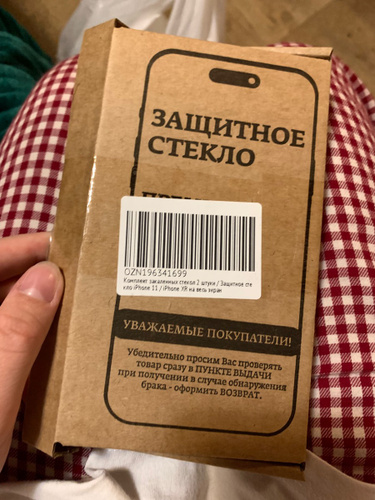 ЗАЩИТНОЕ
СТЕКЛО
OZN196341699
Комплект закаленных стекол 2 штуки / Защитное сте
кло iPhone 11 / iPhone XR на весь экран
УВАЖАЕМЫЕ ПОКУПАТЕЛИ!
Убедительно просим Вас проверять
товар сразу в ПУНКТЕ ВЫДАЧИ
при получении и в случае обнаружения
брака - оформить ВОЗВРАТ.